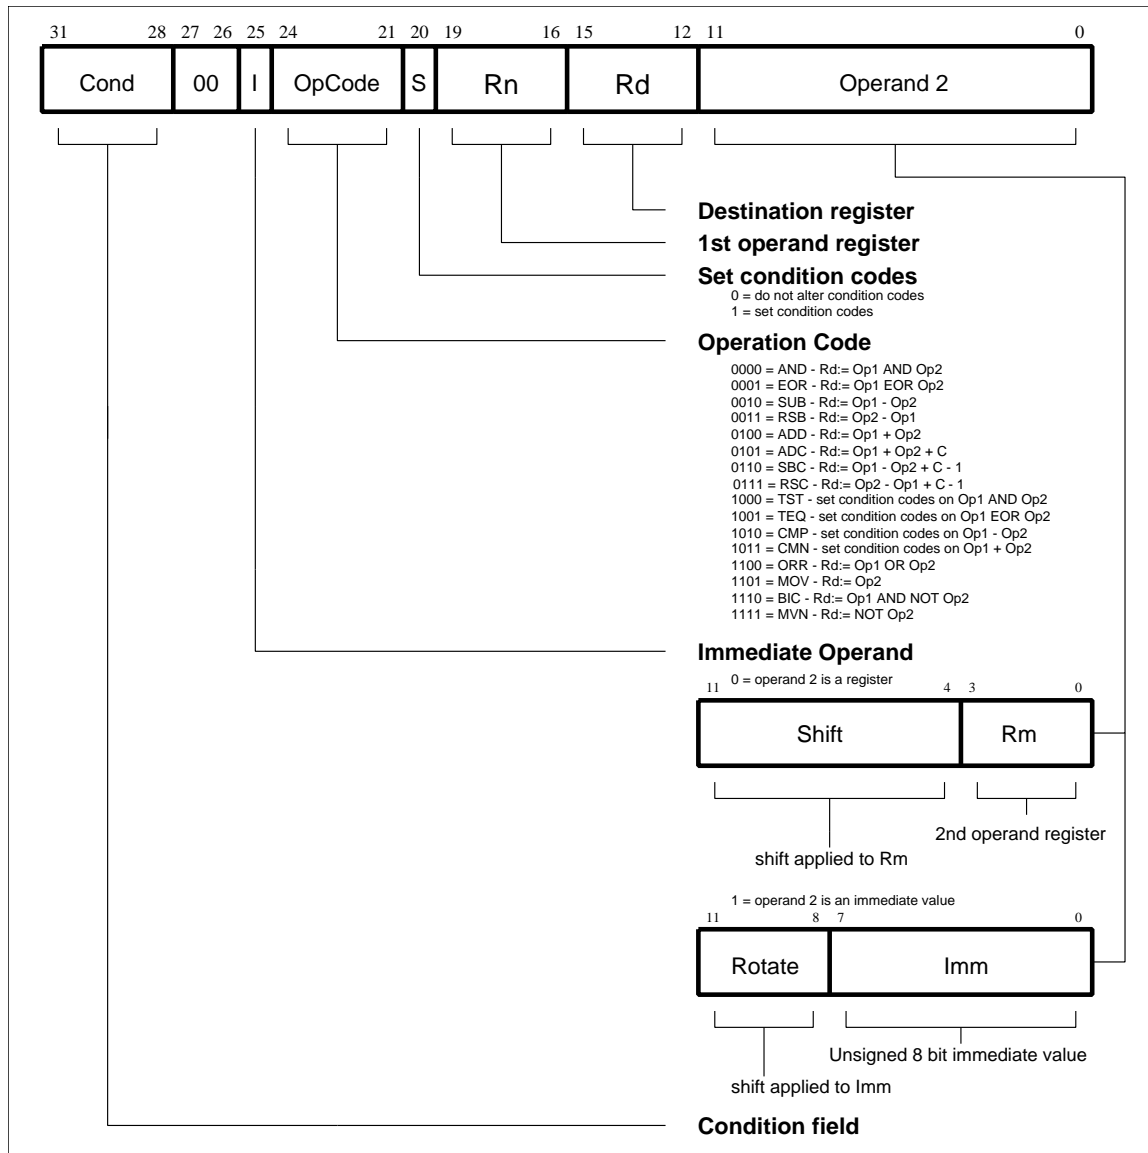 31 28 27 26 25 24 21 20 19 16 15 12 11 0
Cond 00 I OpCode S Rn Rd Operand 2
Destination register
1st operand register
Set condition codes
0 = do not alter condition codes
1 = set condition codes
Operation Code
0000 = AND - Rd:= Op1 AND Op2
0001 = EOR - Rd:= Op1 EOR Op2
0010 = SUB - Rd:= Op1 - Op2
0011 = RSB - Rd:= Op2 - Op1
0100 = ADD - Rd:= Op1 + Op2
0101 = ADC - Rd:= Op1 + Op2 + C
0110 = SBC - Rd:= Op1 - Op2 + C - 1
0111 = RSC - Rd:= Op2 - Op1 + C - 1
1000 = TST - set condition codes on Op1 AND Op2
1001 = TEQ - set condition codes on Op1 EOR Op2
1010 = CMP - set condition codes on Op1 - Op2
1011 = CMN - set condition codes on Op1 + Op2
1100 = ORR - Rd:= Op1 OR Op2
1101 = MOV - Rd:= Op2
1110 = BIC - Rd:= Op1 AND NOT Op2
1111 = MVN - Rd:= NOT Op2
Immediate Operand
0 = operand 2 is a register
11 4 3 0
Shift Rm
2nd operand register
shift applied to Rm
1 = operand 2 is an immediate value
11 8 7 0
Rotate Imm
Unsigned 8 bit immediate value
shift applied to Imm
Condition field